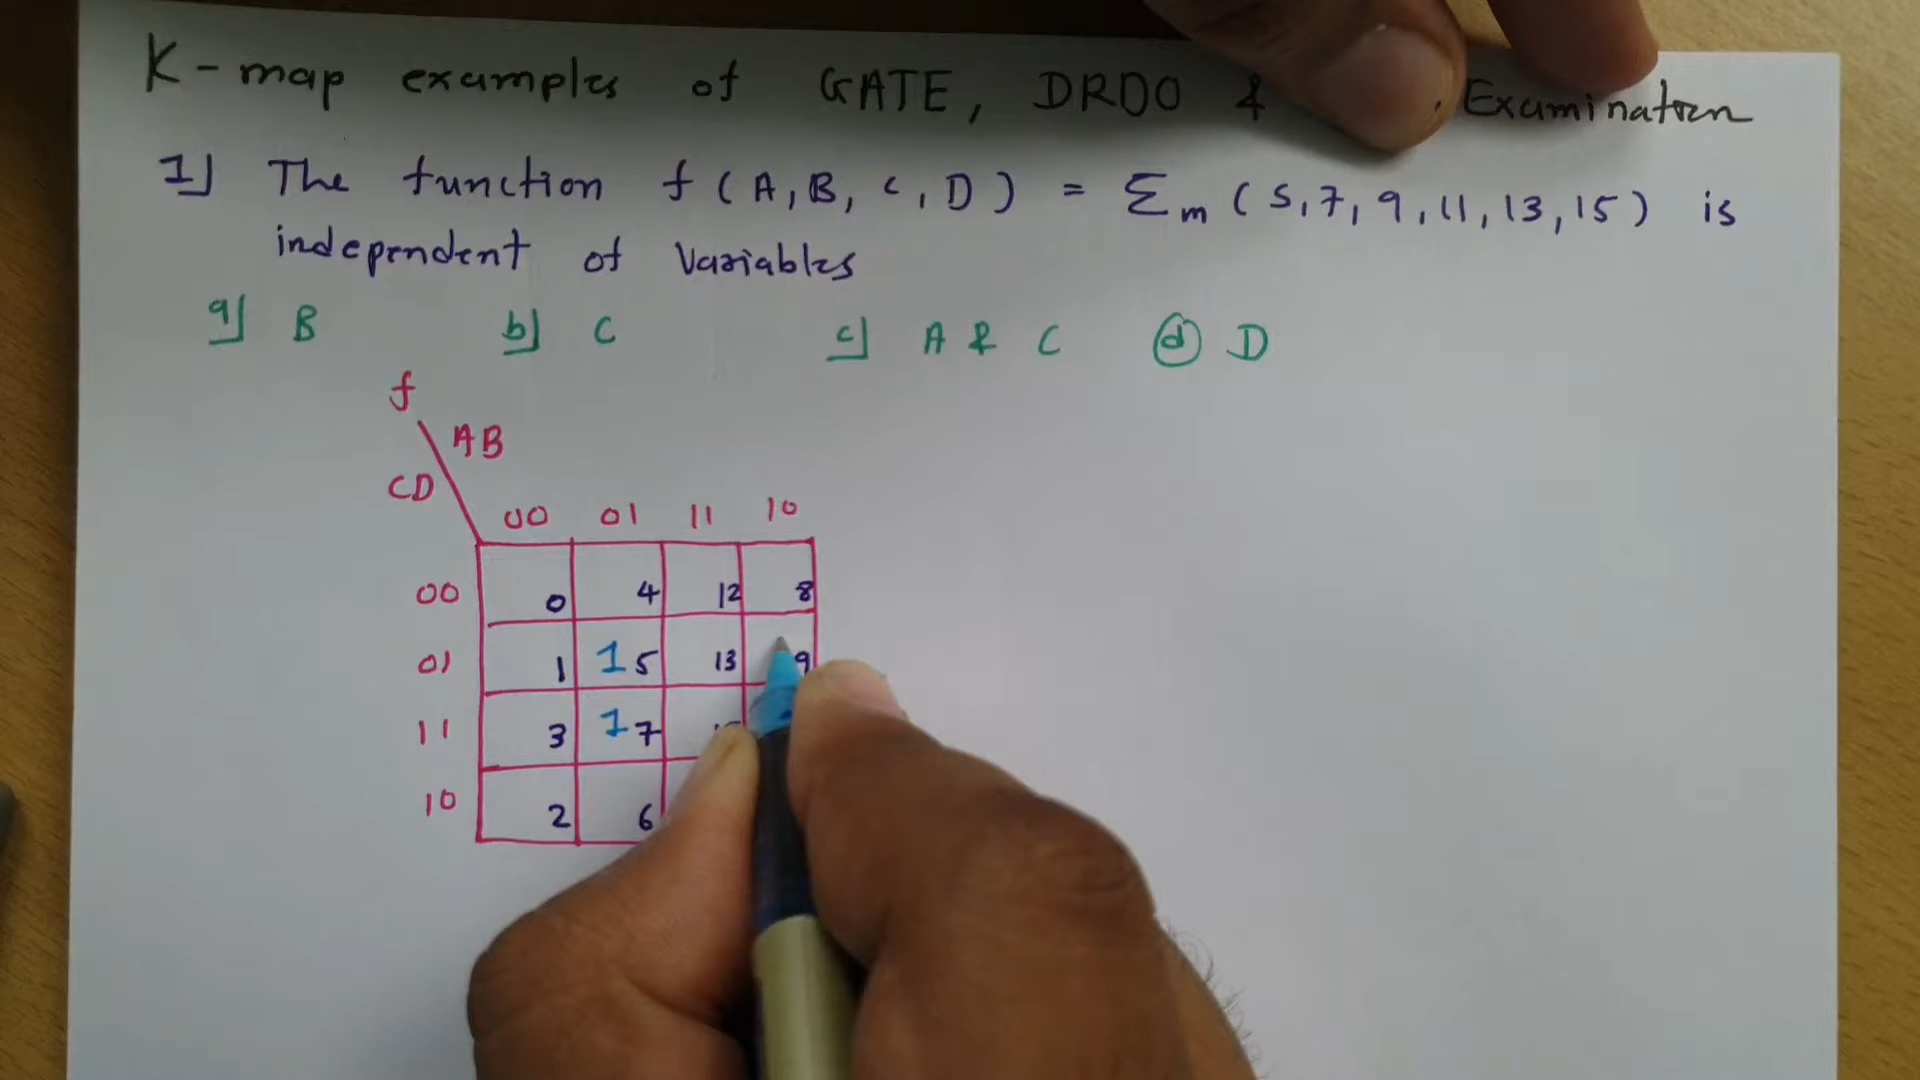 K-map examples of GATE, DRDO & Examination
1] The function f(A,B,C,D) = Σm(5,7,9,11,13,15) is
independent of Variables
a] B b] C c] A & C d D
f
AB
CD
00 01 11 10
00 0 4 12 8
01 1 1 5 13 9
11 3 1 7
10 2 6